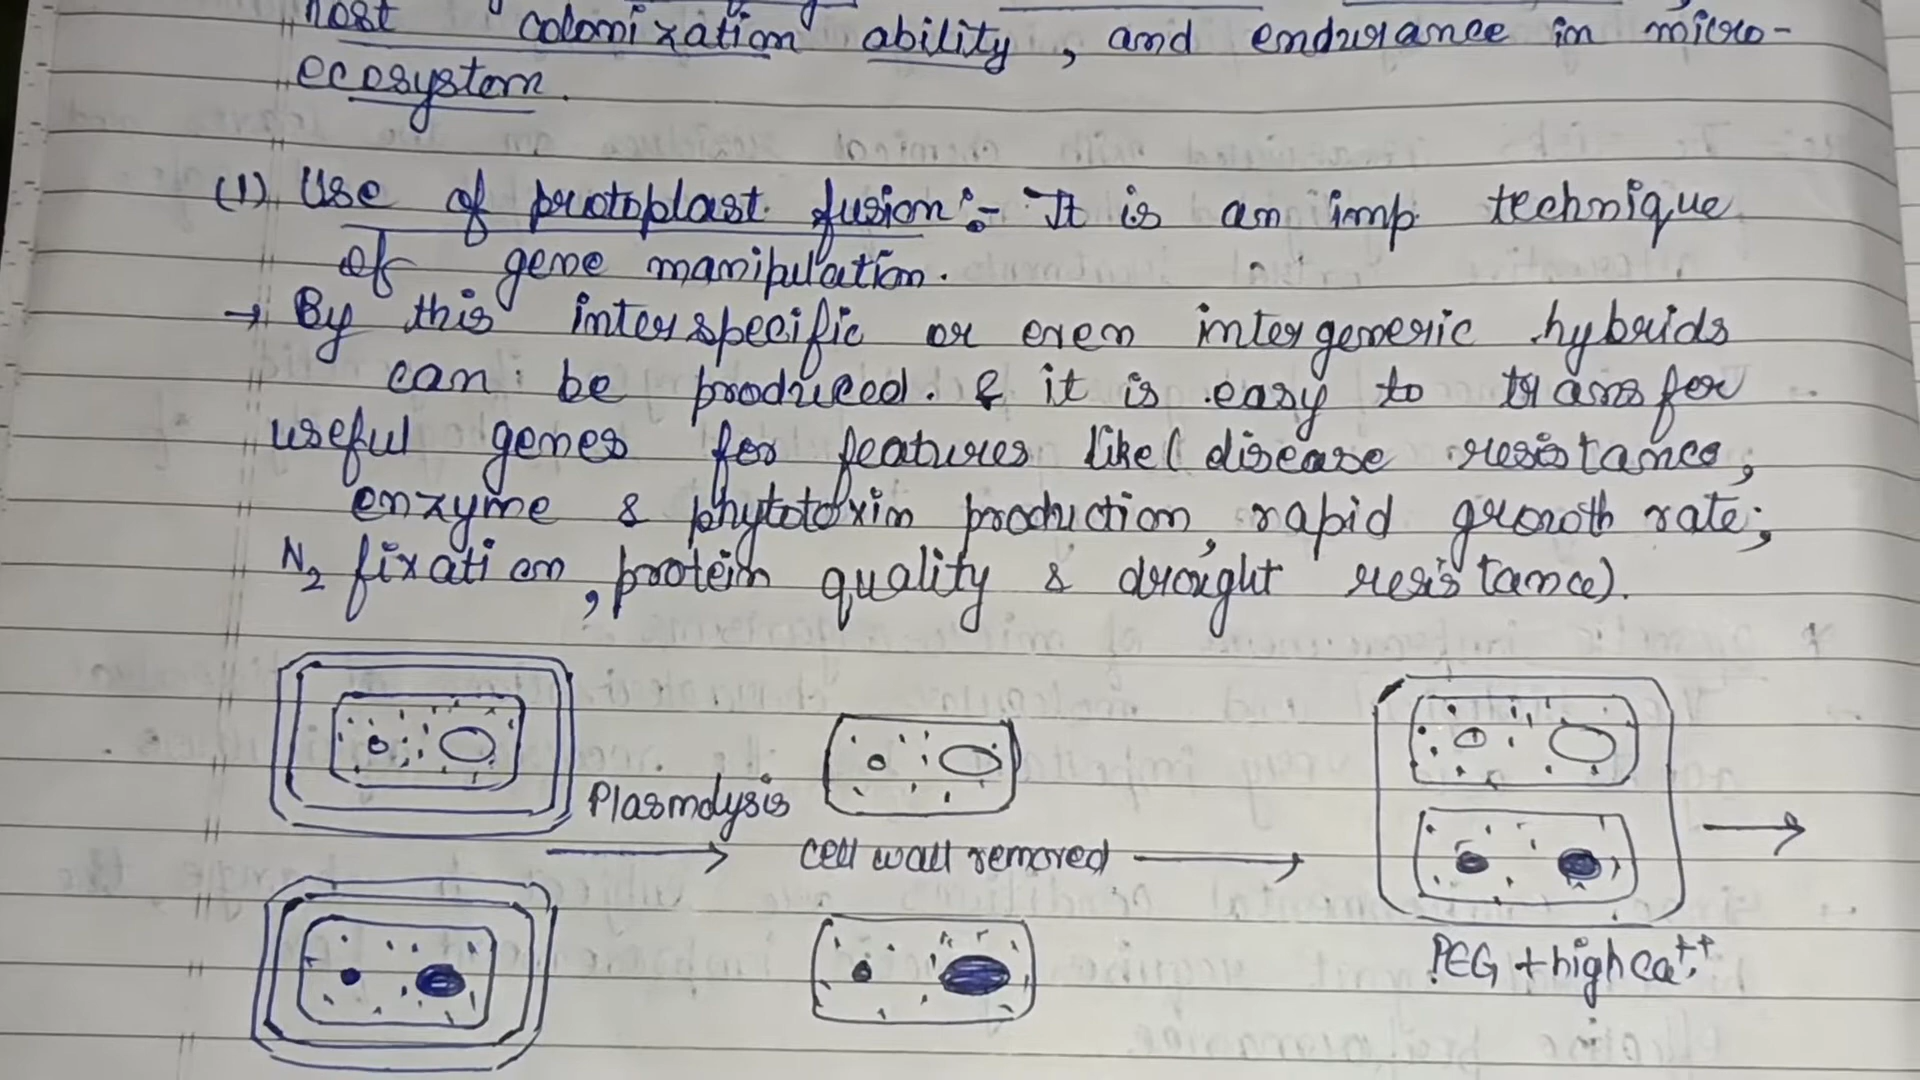 host colonization ability, and endurance in micro-
ecosystem.
(1) Use of protoplast fusion :- It is an imp technique
of gene manipulation.
→ By this interspecific or even intergeneric hybrids
can be produced. & it is easy to transfer
useful genes for features like (disease resistance,
enzyme & phytotoxin production, rapid growth rate,
N₂ fixation, protein quality & drought resistance).
Plasmolysis
cell wall removed
PEG + high ca⁺⁺